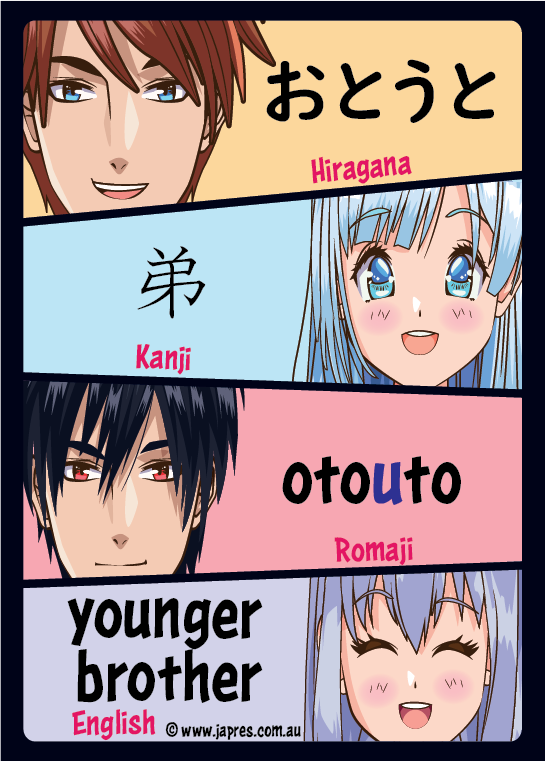 おとうと
Hiragana
弟
Kanji
otouto
Romaji
younger
brother
English © www.japres.com.au